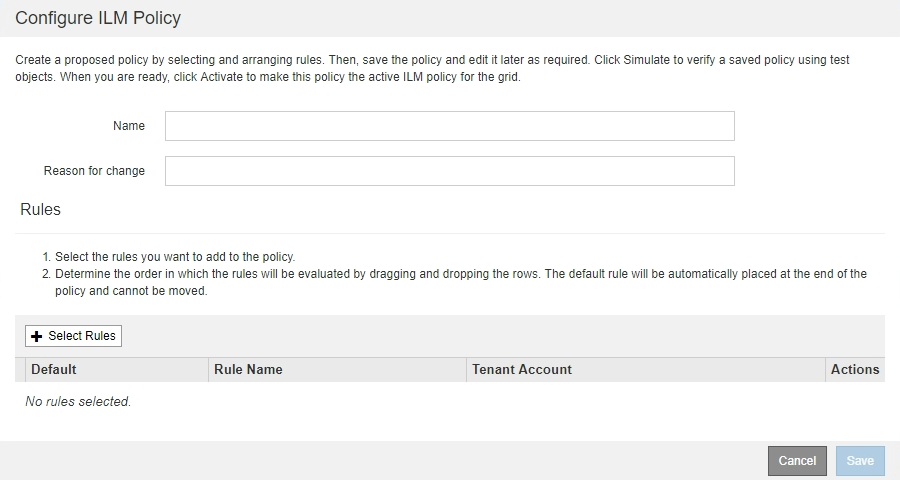 Configure ILM Policy
Create a proposed policy by selecting and arranging rules. Then, save the policy and edit it later as required. Click Simulate to verify a saved policy using test
objects. When you are ready, click Activate to make this policy the active ILM policy for the grid.
Name
Reason for change
Rules
1. Select the rules you want to add to the policy.
2. Determine the order in which the rules will be evaluated by dragging and dropping the rows. The default rule will be automatically placed at the end of the
policy and cannot be moved.
+ Select Rules
Default Rule Name Tenant Account Actions
No rules selected.
Cancel Save